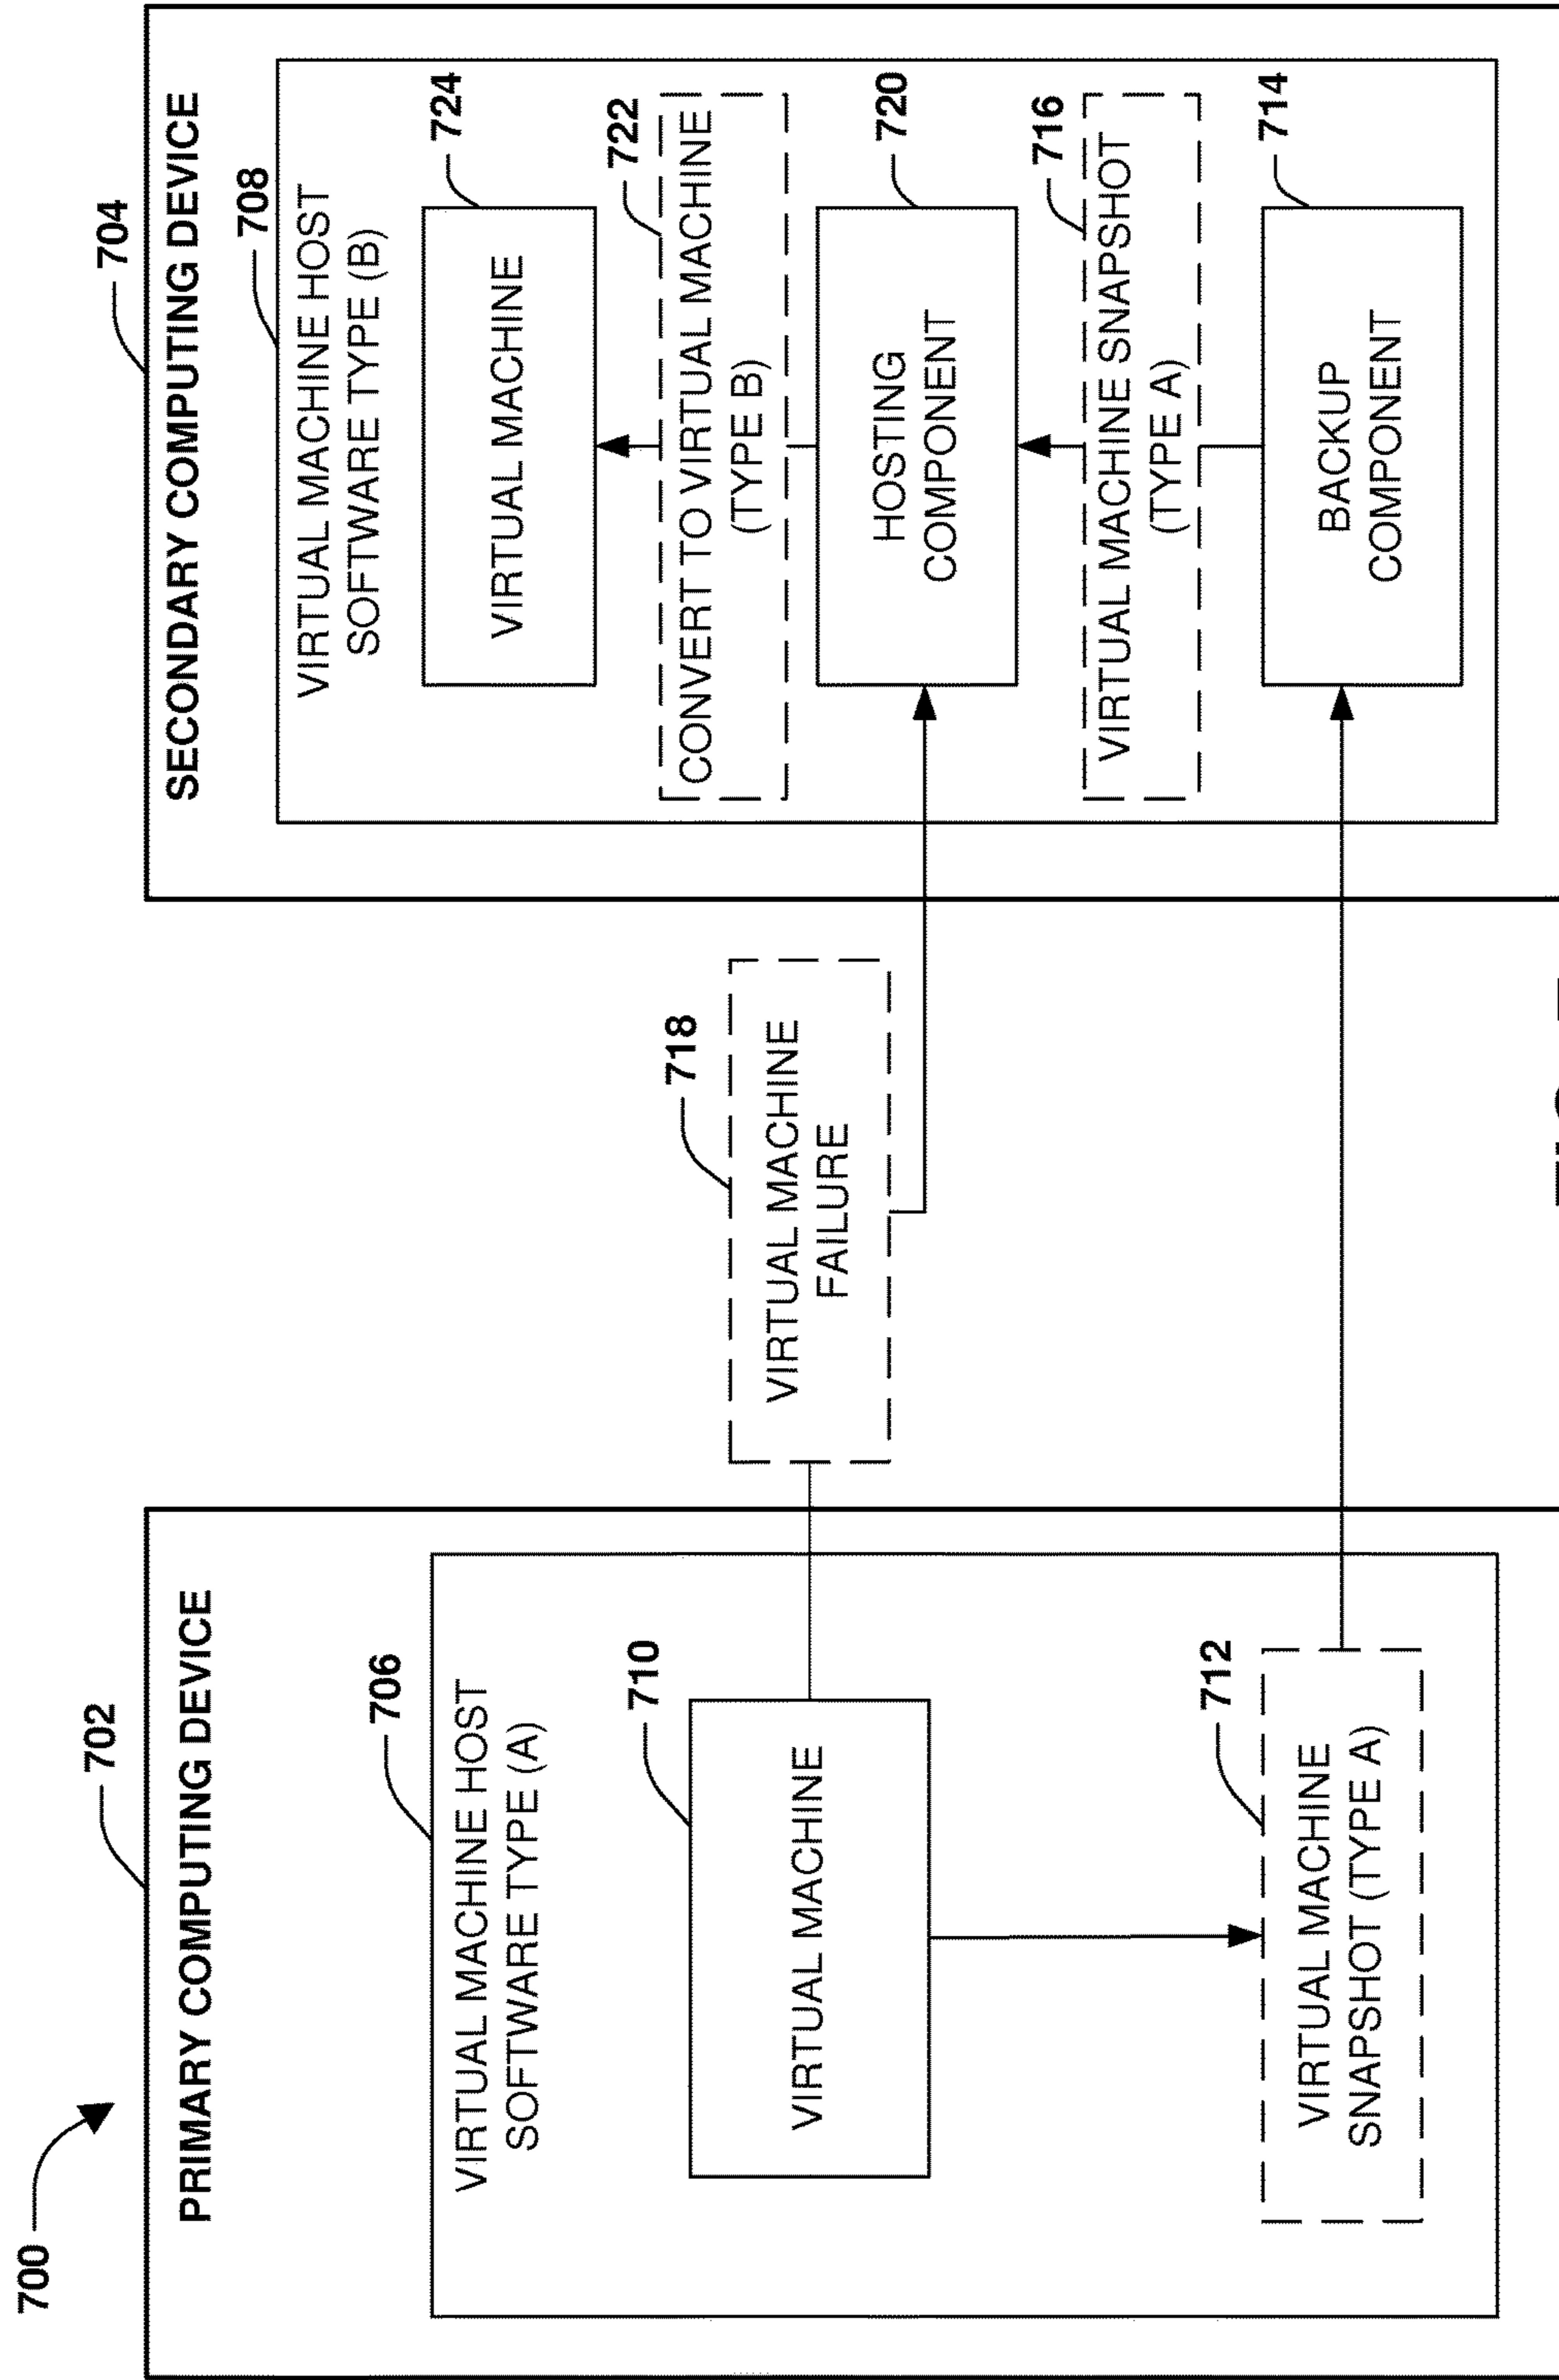 700
702
PRIMARY COMPUTING DEVICE
706
VIRTUAL MACHINE HOST
SOFTWARE TYPE (A)
710
VIRTUAL MACHINE
712
VIRTUAL MACHINE
SNAPSHOT (TYPE A)
718
VIRTUAL MACHINE
FAILURE
704
SECONDARY COMPUTING DEVICE
708
VIRTUAL MACHINE HOST
SOFTWARE TYPE (B)
724
VIRTUAL MACHINE
722
CONVERT TO VIRTUAL MACHINE
(TYPE B)
720
HOSTING
COMPONENT
716
VIRTUAL MACHINE SNAPSHOT
(TYPE A)
714
BACKUP
COMPONENT